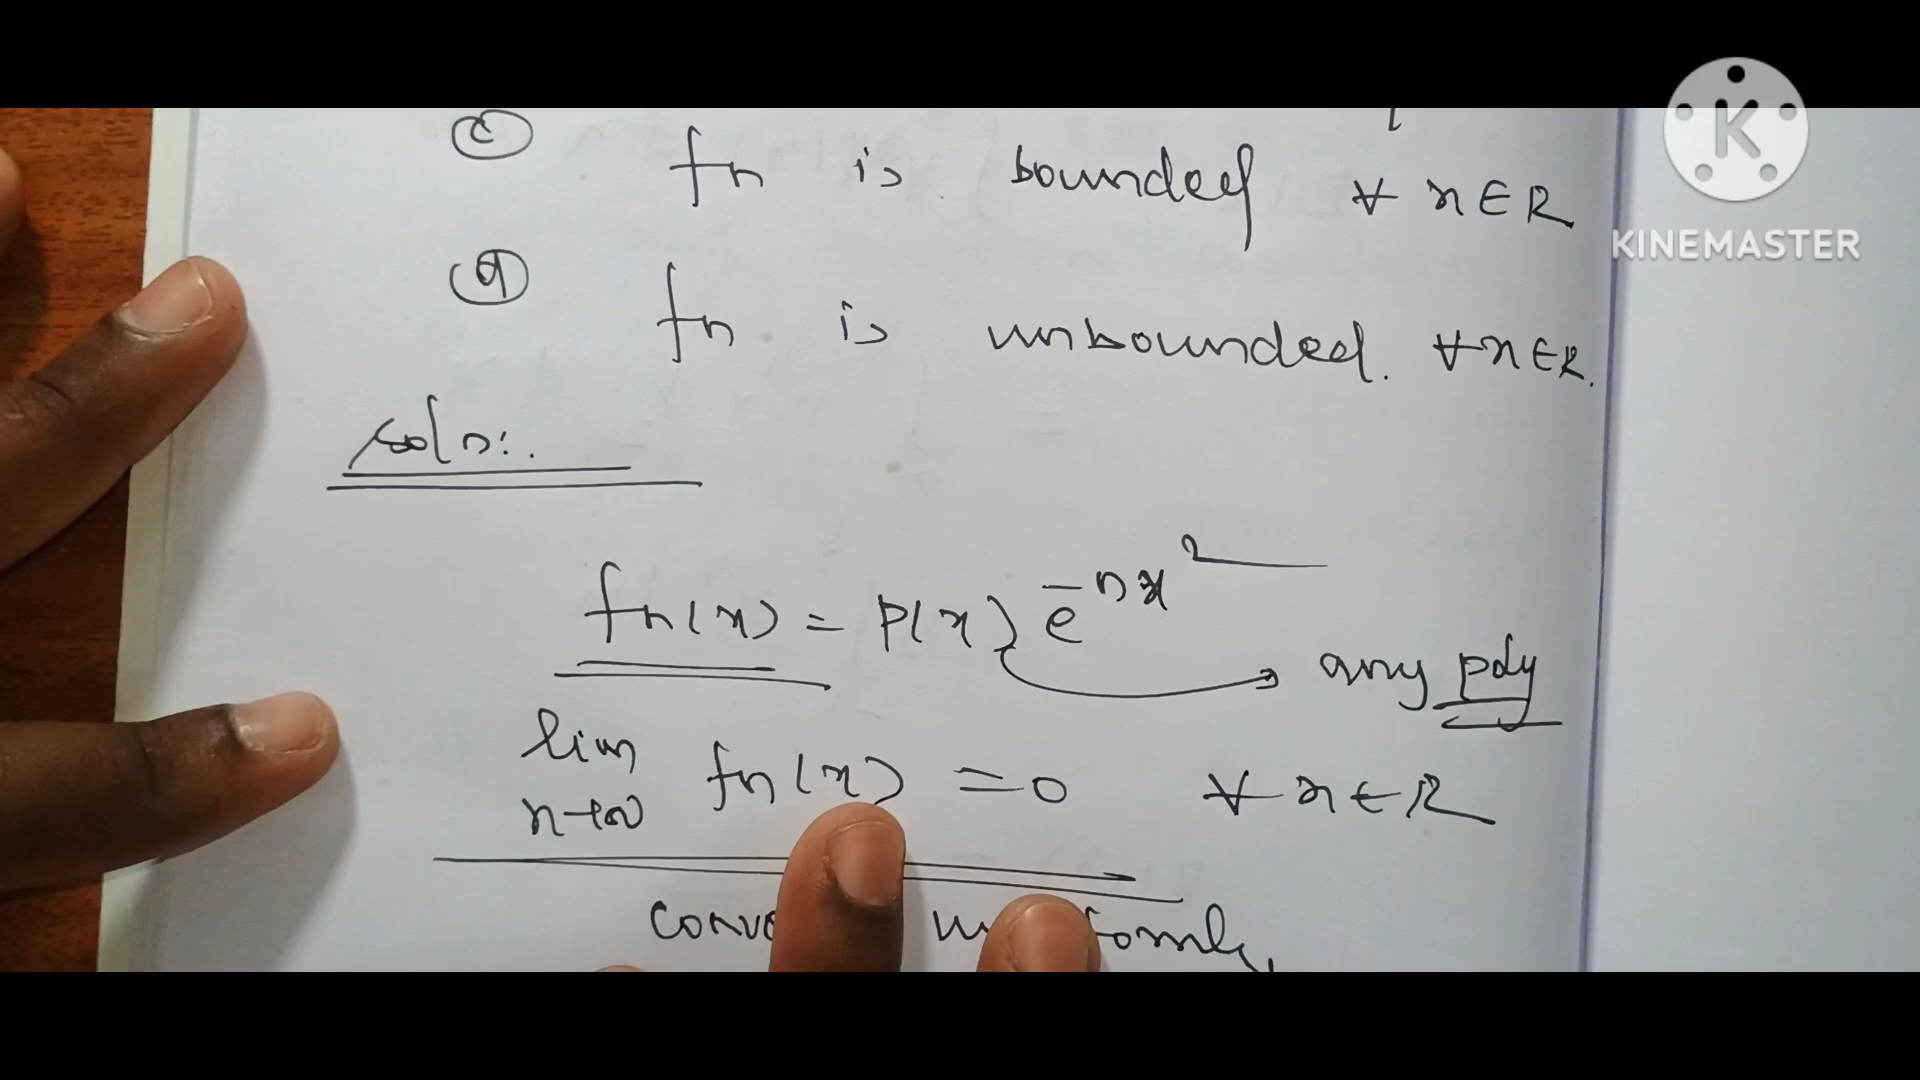 c
fn is bounded ∀ x∈R
K
KINEMASTER
d
fn is unbounded. ∀ x∈R.
soln:.
fn(x) = P(x) e^-nx^2
any poly
lim n→∞ fn(x) = 0 ∀ x∈R